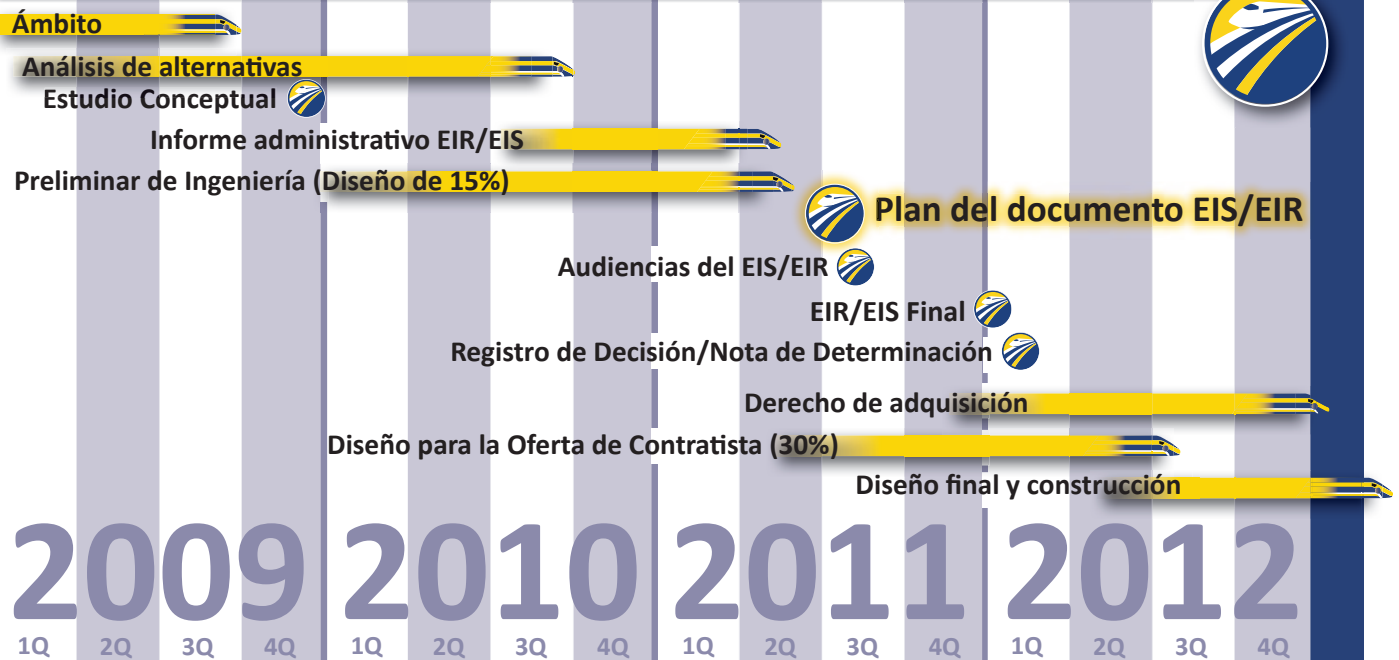 Ámbito
Análisis de alternativas
Estudio Conceptual
Informe administrativo EIR/EIS
Preliminar de Ingeniería (Diseño de 15%)
Plan del documento EIS/EIR
Audiencias del EIS/EIR
EIR/EIS Final
Registro de Decisión/Nota de Determinación
Derecho de adquisición
Diseño para la Oferta de Contratista (30%)
Diseño final y construcción
2009 2010 2011 2012
1Q 2Q 3Q 4Q 1Q 2Q 3Q 4Q 1Q 2Q 3Q 4Q 1Q 2Q 3Q 4Q